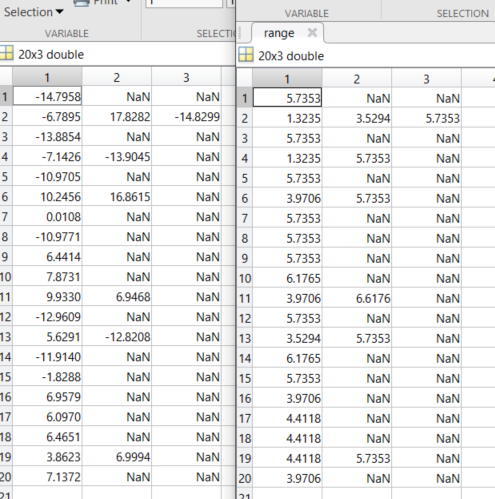 Selection Print 1 1
VARIABLE SELECTIO
20x3 double
1 2 3
1 -14.7958 NaN NaN
2 -6.7895 17.8282 -14.8299
3 -13.8854 NaN NaN
4 -7.1426 -13.9045 NaN
5 -10.9705 NaN NaN
6 10.2456 16.8615 NaN
7 0.0108 NaN NaN
8 -10.9771 NaN NaN
9 6.4414 NaN NaN
10 7.8731 NaN NaN
11 9.9330 6.9468 NaN
12 -12.9609 NaN NaN
13 5.6291 -12.8208 NaN
14 -11.9140 NaN NaN
15 -1.8288 NaN NaN
16 6.9579 NaN NaN
17 6.0970 NaN NaN
18 6.4651 NaN NaN
19 3.8623 6.9994 NaN
20 7.1372 NaN NaN
21
VARIABLE SELECTION
range
20x3 double
1 2 3 4
1 5.7353 NaN NaN
2 1.3235 3.5294 5.7353
3 5.7353 NaN NaN
4 1.3235 5.7353 NaN
5 5.7353 NaN NaN
6 3.9706 5.7353 NaN
7 5.7353 NaN NaN
8 5.7353 NaN NaN
9 5.7353 NaN NaN
10 6.1765 NaN NaN
11 3.9706 6.6176 NaN
12 5.7353 NaN NaN
13 3.5294 5.7353 NaN
14 6.1765 NaN NaN
15 5.7353 NaN NaN
16 3.9706 NaN NaN
17 4.4118 NaN NaN
18 4.4118 NaN NaN
19 4.4118 5.7353 NaN
20 3.9706 NaN NaN
21